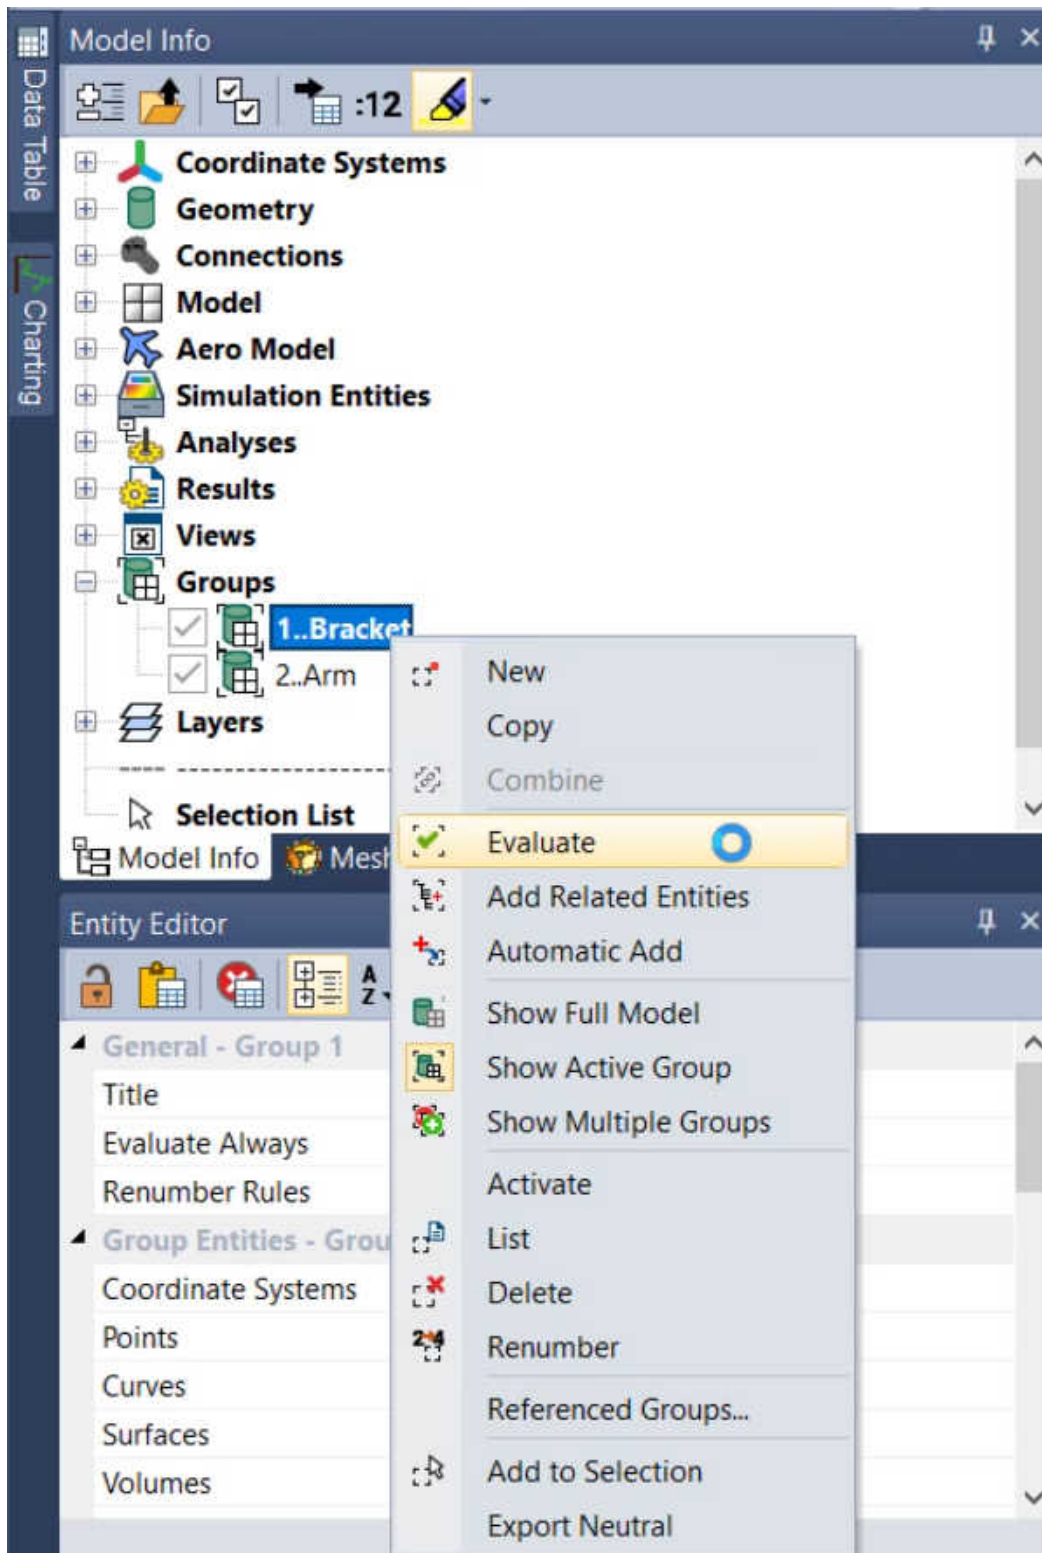 Model Info
Data Table
Charting
:12
Coordinate Systems
Geometry
Connections
Model
Aero Model
Simulation Entities
Analyses
Results
Views
Groups
1..Bracket
2..Arm
Layers
Selection List
Model Info
Mesh
New
Copy
Combine
Evaluate
Add Related Entities
Automatic Add
Show Full Model
Show Active Group
Show Multiple Groups
Activate
List
Delete
2 4
Renumber
Referenced Groups...
Add to Selection
Export Neutral
Entity Editor
A
Z
General - Group 1
Title
Evaluate Always
Renumber Rules
Group Entities - Grou
Coordinate Systems
Points
Curves
Surfaces
Volumes